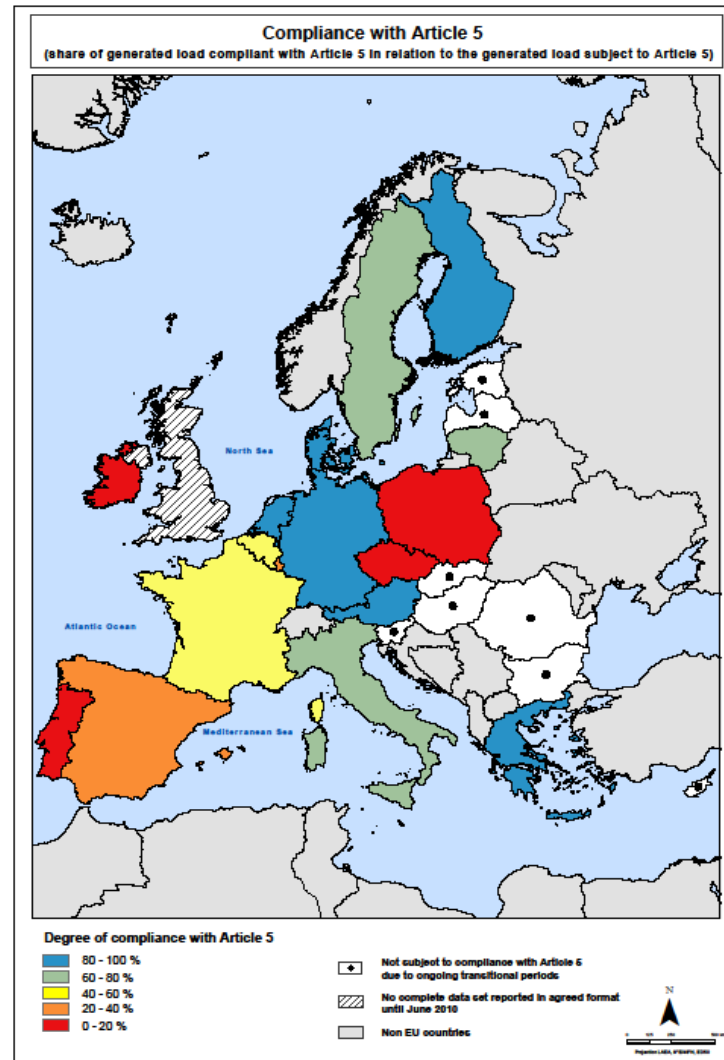 Compliance with Article 5
(share of generated load compliant with Article 5 in relation to the generated load subject to Article 5)
North Sea
Atlantic Ocean
Mediterranean Sea
Degree of compliance with Article 5
80 - 100 %
60 - 80 %
40 - 60 %
20 - 40 %
0 - 20 %
Not subject to compliance with Article 5
due to ongoing transitional periods
No complete data set reported in agreed format
until June 2010
Non EU countries
N